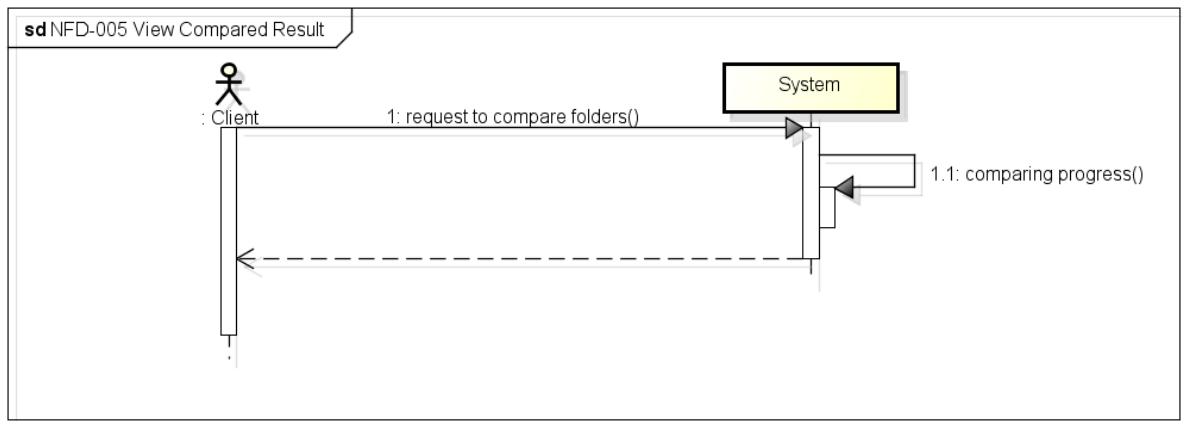 sd NFD-005 View Compared Result
System
: Client
1: request to compare folders()
1.1: comparing progress()